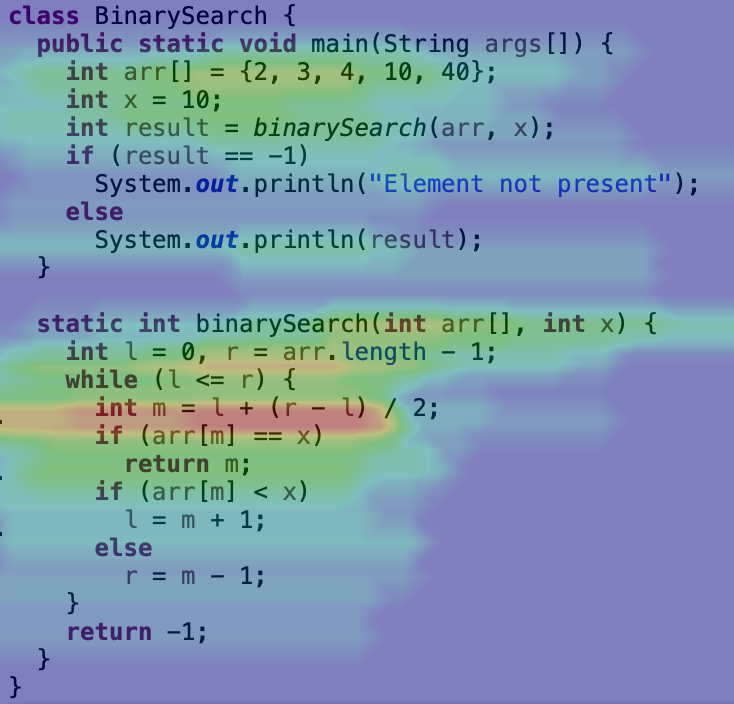 class BinarySearch {
  public static void main(String args[]) {
    int arr[] = {2, 3, 4, 10, 40};
    int x = 10;
    int result = binarySearch(arr, x);
    if (result == -1)
      System.out.println("Element not present");
    else
      System.out.println(result);
  }

  static int binarySearch(int arr[], int x) {
    int l = 0, r = arr.length - 1;
    while (l <= r) {
      int m = l + (r - l) / 2;
      if (arr[m] == x)
        return m;
      if (arr[m] < x)
        l = m + 1;
      else
        r = m - 1;
    }
    return -1;
  }
}